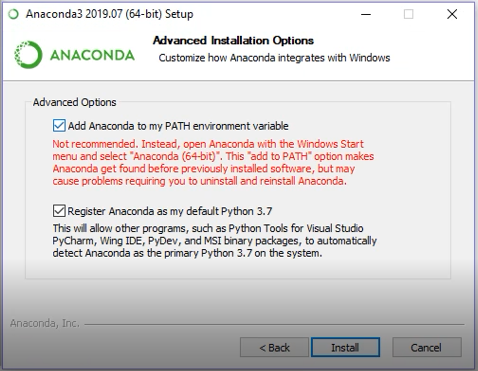 Anaconda3 2019.07 (64-bit) Setup
ANACONDA
Advanced Installation Options
Customize how Anaconda integrates with Windows
Advanced Options
Add Anaconda to my PATH environment variable
Not recommended. Instead, open Anaconda with the Windows Start
menu and select "Anaconda (64-bit)". This "add to PATH" option makes
Anaconda get found before previously installed software, but may
cause problems requiring you to uninstall and reinstall Anaconda.
Register Anaconda as my default Python 3.7
This will allow other programs, such as Python Tools for Visual Studio
PyCharm, Wing IDE, PyDev, and MSI binary packages, to automatically
detect Anaconda as the primary Python 3.7 on the system.
Anaconda, Inc.
< Back
Install
Cancel